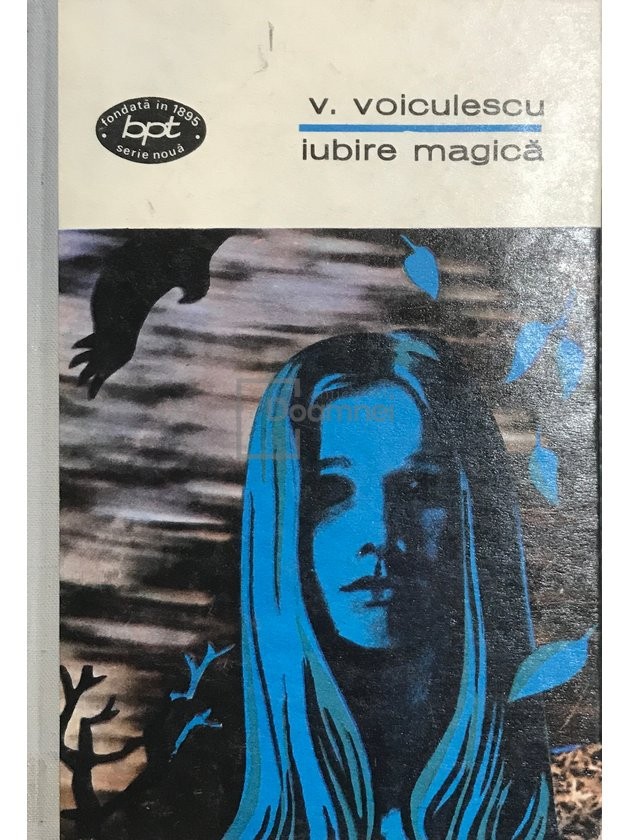 fondată în 1895
bpt
serie nouă
v. voiculescu
iubire magică